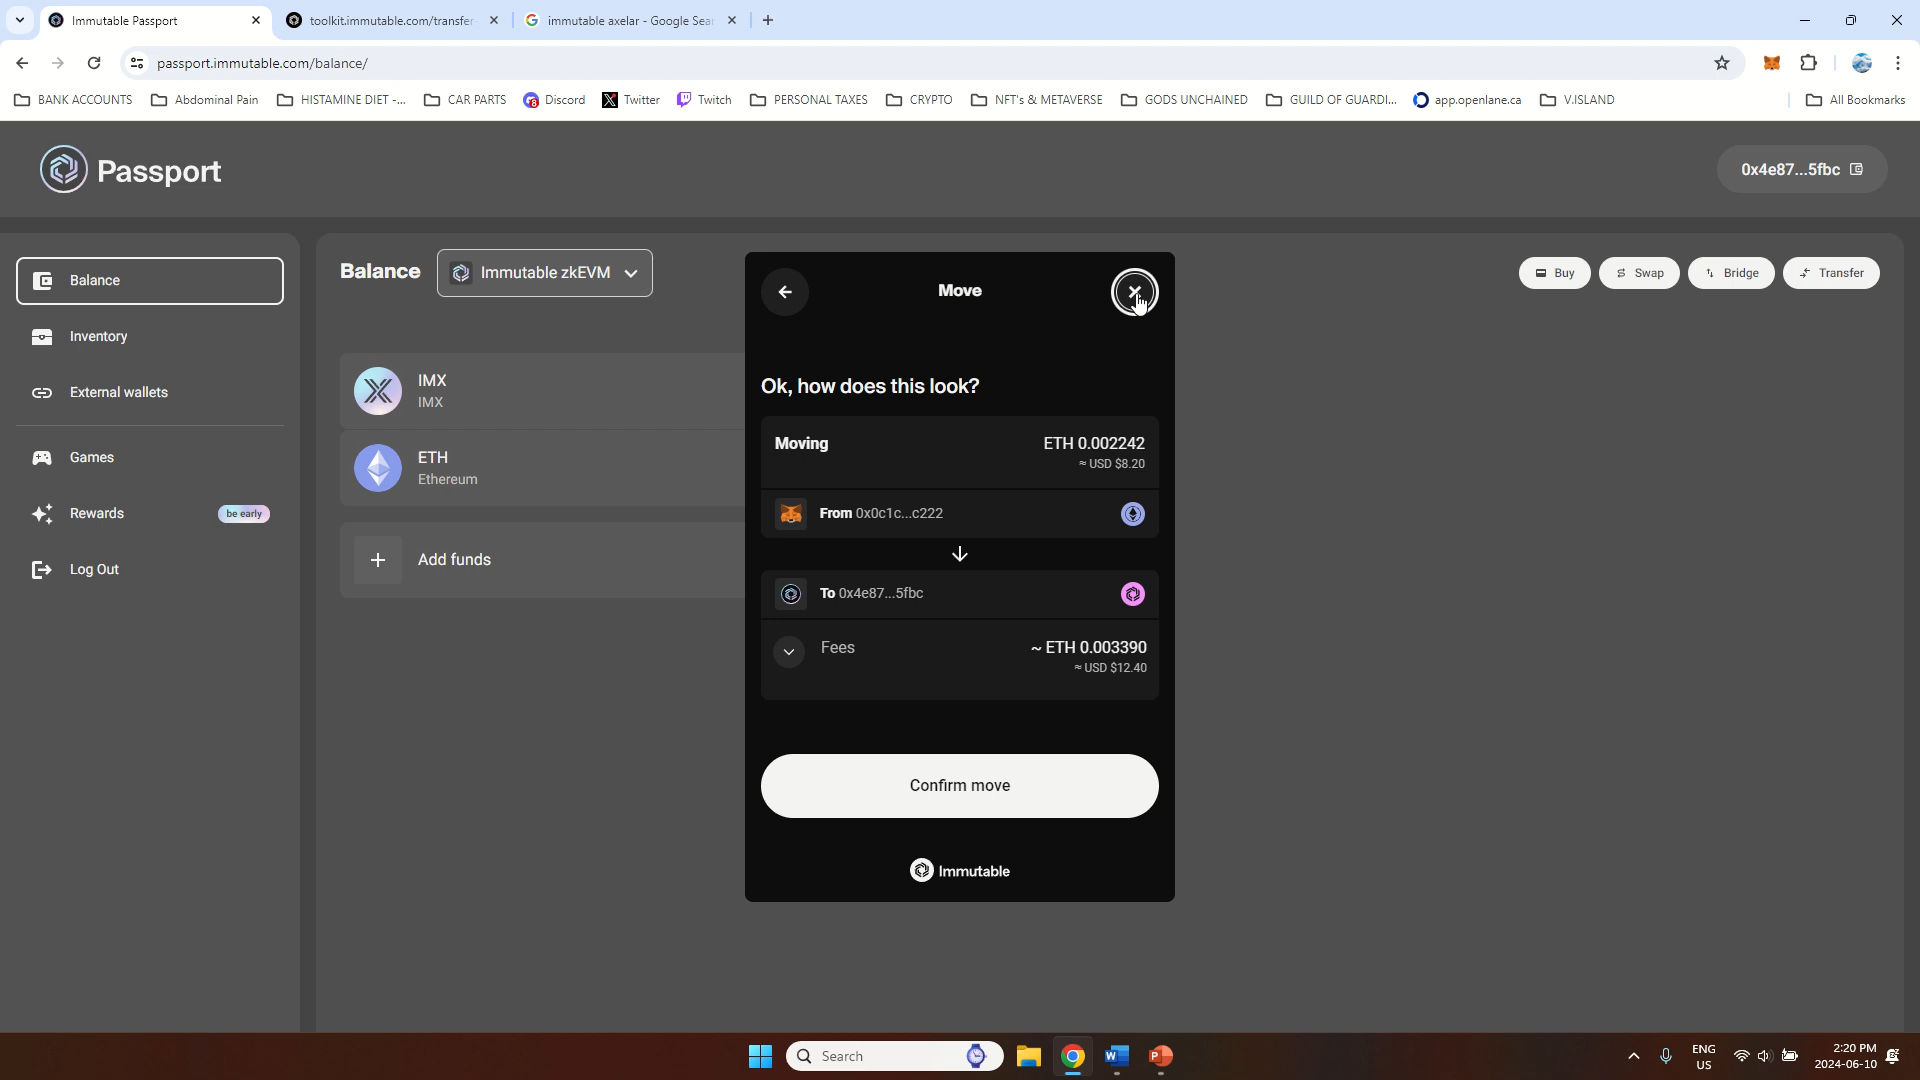 Immutable Passport
toolkit.immutable.com/transfer-
immutable axelar - Google Sear
passport.immutable.com/balance/
BANK ACCOUNTS
Abdominal Pain
HISTAMINE DIET -...
CAR PARTS
Discord
Twitter
Twitch
PERSONAL TAXES
CRYPTO
NFT's & METAVERSE
GODS UNCHAINED
GUILD OF GUARDI...
app.openlane.ca
V.ISLAND
All Bookmarks
Passport
0x4e87...5fbc
Balance
Inventory
External wallets
Games
Rewards
be early
Log Out
Balance
Immutable zkEVM
Buy
Swap
Bridge
Transfer
IMX
IMX
ETH
Ethereum
Add funds
Move
Ok, how does this look?
Moving
ETH 0.002242
≈ USD $8.20
From 0x0c1c...c222
To 0x4e87...5fbc
Fees
~ ETH 0.003390
≈ USD $12.40
Confirm move
Immutable
Search
ENG
US
2:20 PM
2024-06-10